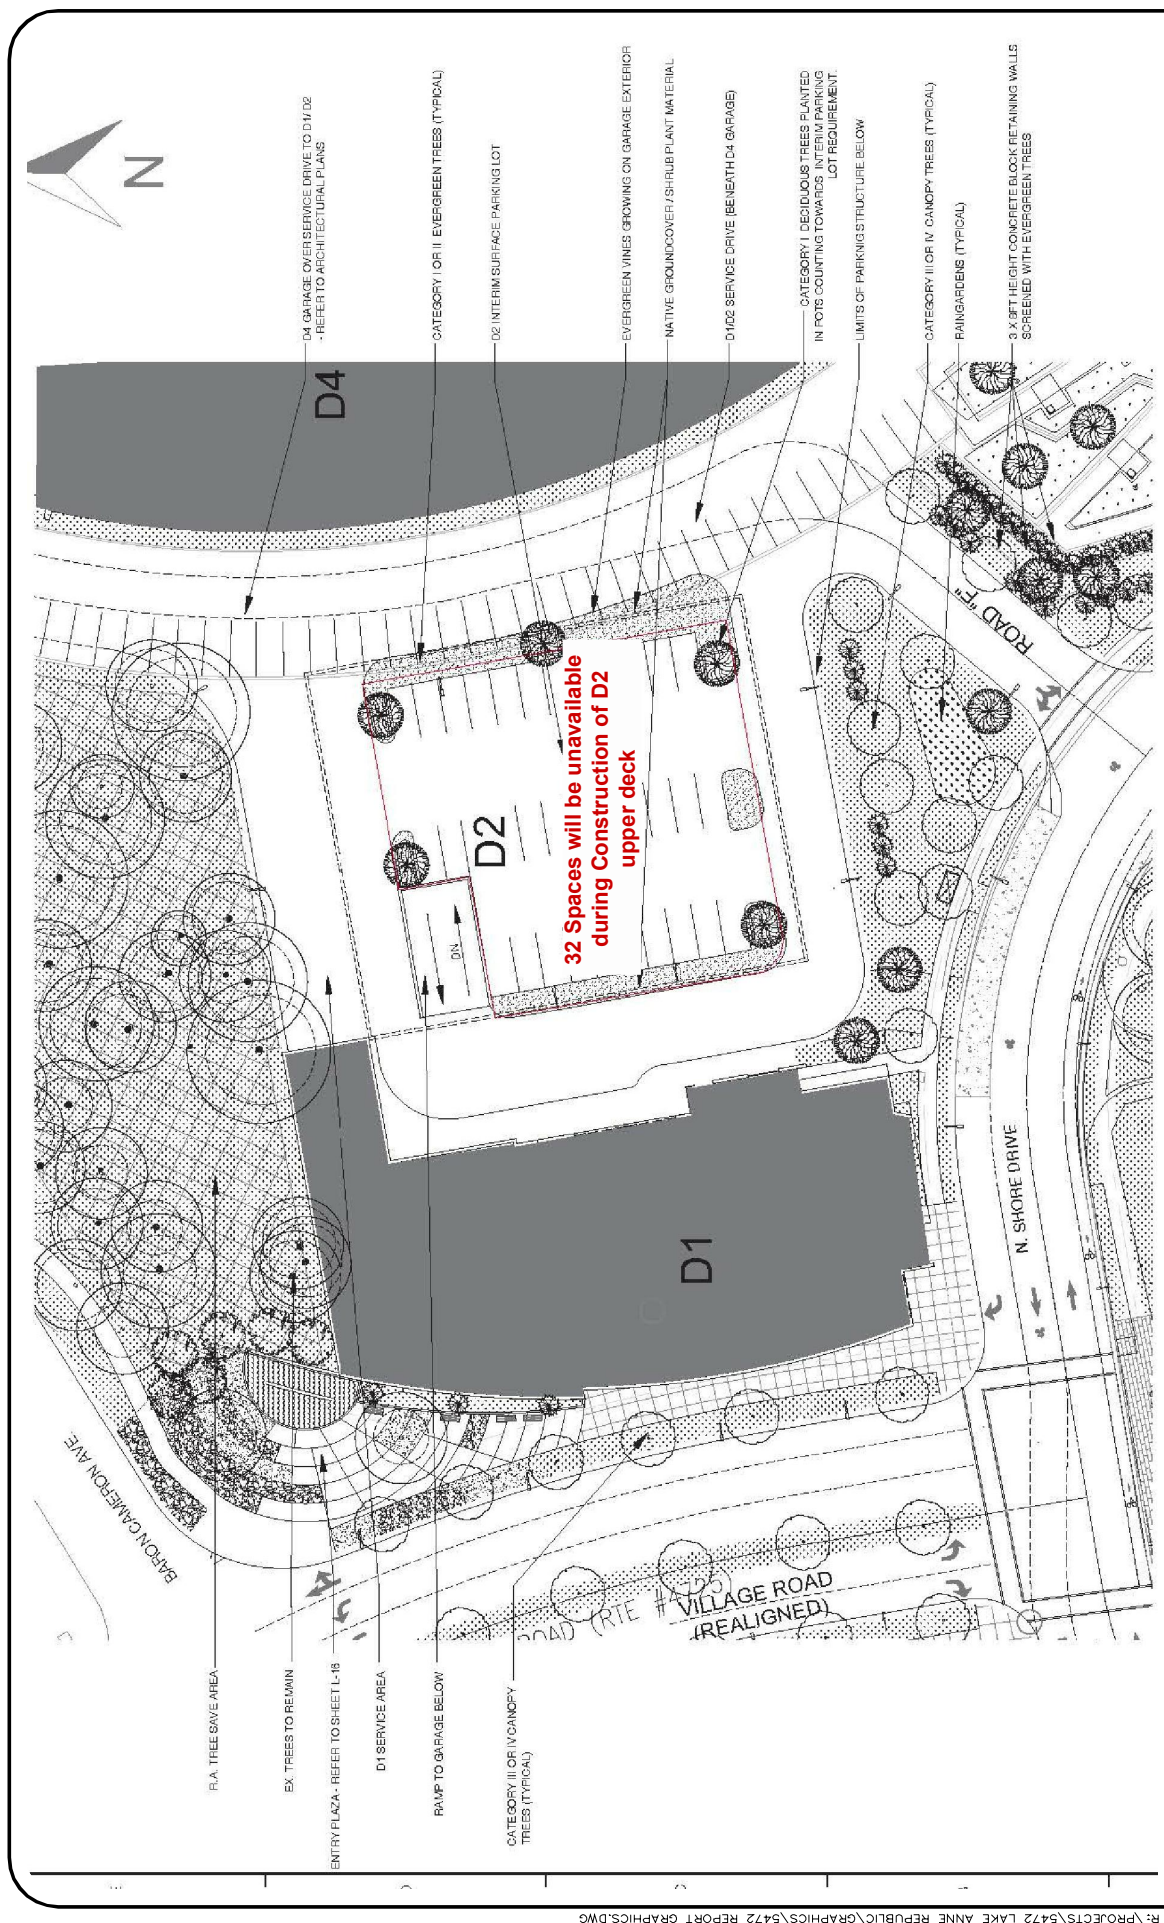 D4 GARAGE OVER SERVICE DRIVE TO D1/ D2
- REFER TO ARCHITECTURAL PLANS
CATEGORY I OR II EVERGREEN TREES (TYPICAL)
D2 INTERIM SURFACE PARKING LOT
EVERGREEN VINES GROWING ON GARAGE EXTERIOR
NATIVE GROUNDCOVER / SHRUB PLANT MATERIAL
D1/D2 SERVICE DRIVE (BENEATH D4 GARAGE)
CATEGORY I DECIDUOUS TREES PLANTED
IN POTS COUNTING TOWARDS INTERIM PARKING
LOT REQUIREMENT.
LIMITS OF PARKNIG STRUCTURE BELOW
CATEGORY III OR IV CANOPY TREES (TYPICAL)
RAINGARDENS (TYPICAL)
3 X 8FT HEIGHT CONCRETE BLOCK RETAINING WALLS
SCREENED WITH EVERGREEN TREES
N
D4
D2
DN
32 Spaces will be unavailable
during Construction of D2
upper deck
ROAD "F"
D1
N. SHORE DRIVE
BARON CAMERON AVE
ROAD (RTE
VILLAGE ROAD
(REALIGNED)
R.A. TREE SAVE AREA
EX. TREES TO REMAIN
ENTRY PLAZA - REFER TO SHEET L-16
D1 SERVICE AREA
RAMP TO GARAGE BELOW
CATEGORY III OR IV CANOPY
TREES (TYPICAL)
R:\PROJECTS\5472 LAKE ANNE REPUBLIC\GRAPHICS\5472 REPORT GRAPHICS.DWG